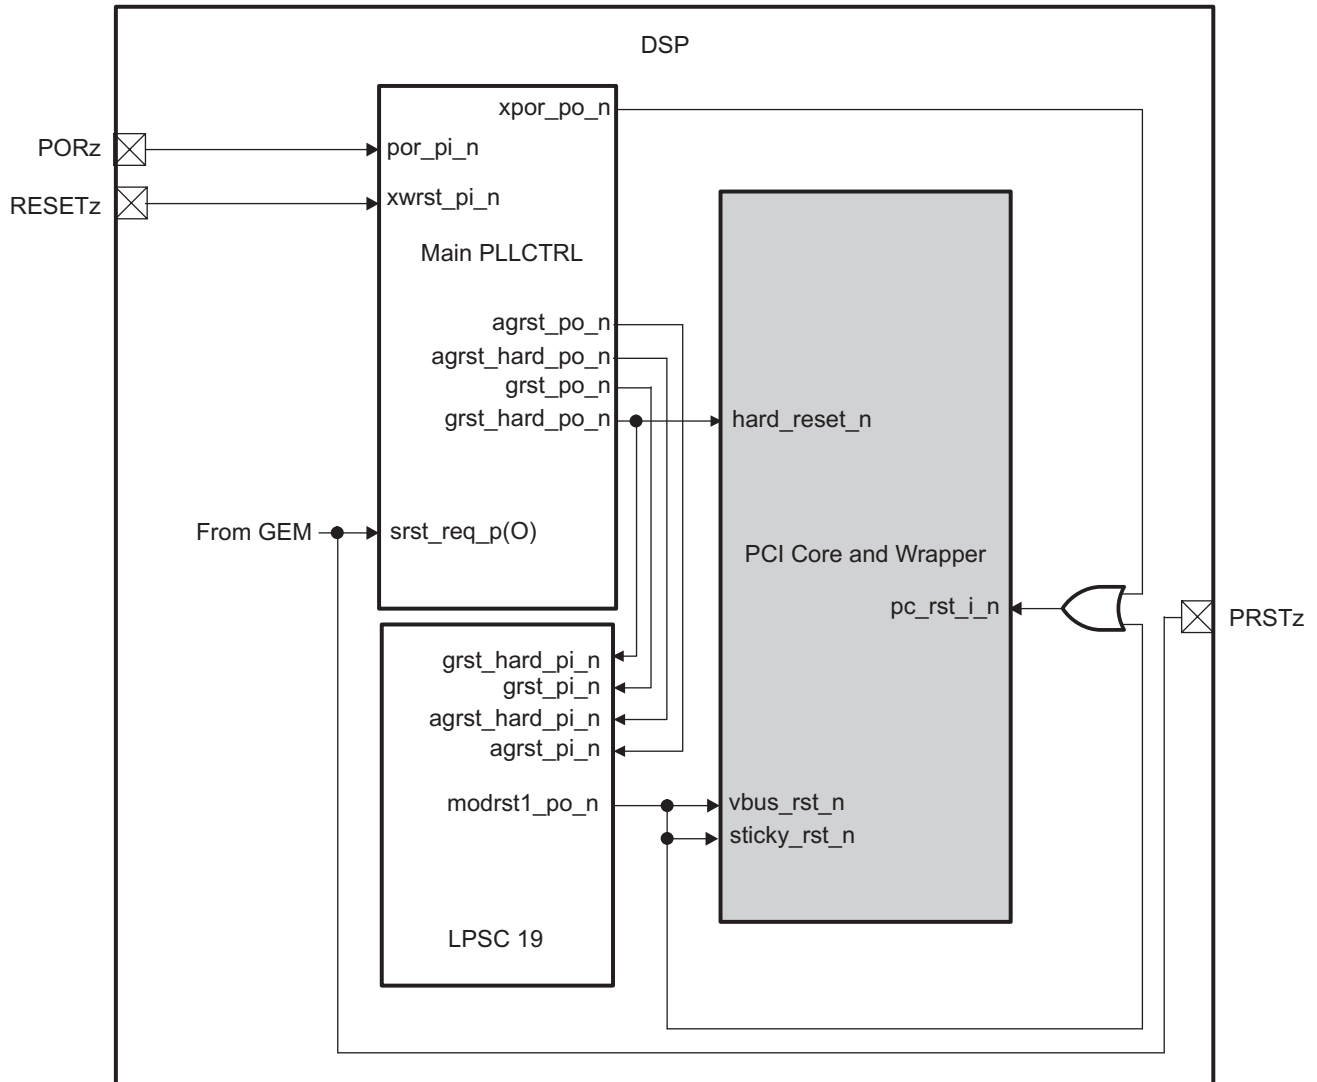 DSP
xpor_po_n
PORz
por_pi_n
RESETz
xwrst_pi_n
Main PLLCTRL
agrst_po_n
agrst_hard_po_n
grst_po_n
grst_hard_po_n
hard_reset_n
From GEM
srst_req_p(O)
PCI Core and Wrapper
pc_rst_i_n
PRSTz
grst_hard_pi_n
grst_pi_n
agrst_hard_pi_n
agrst_pi_n
modrst1_po_n
vbus_rst_n
sticky_rst_n
LPSC 19